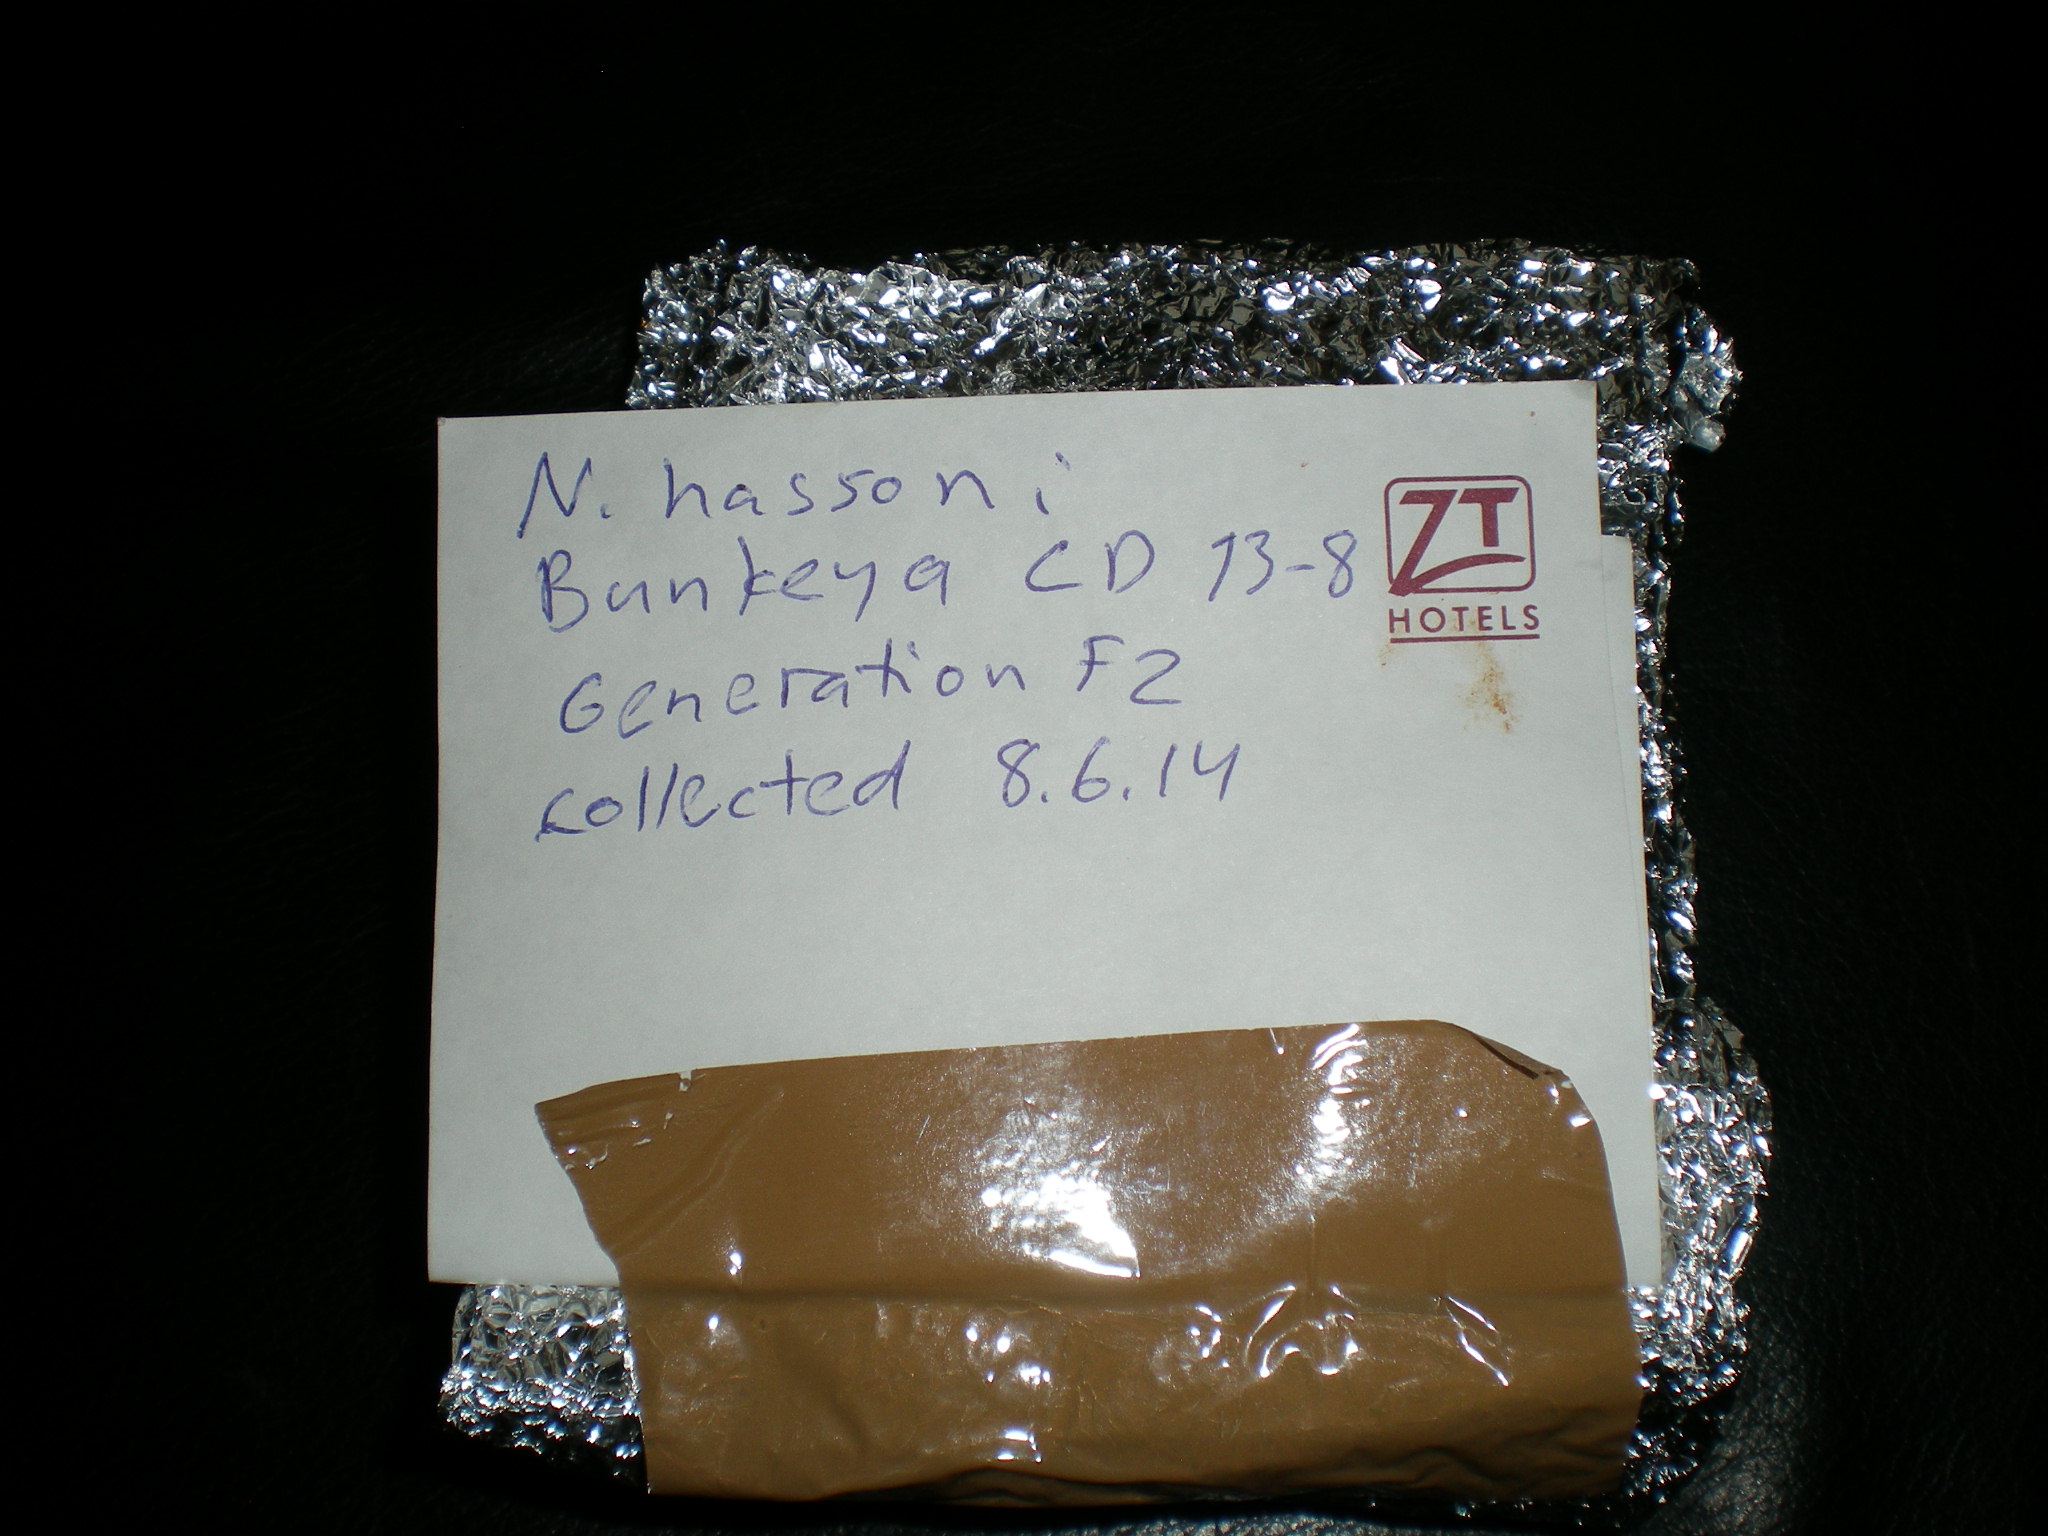 N. hassoni
Bunkeya CD 13-8
Generation F2
collected 8.6.14
ZT
HOTELS